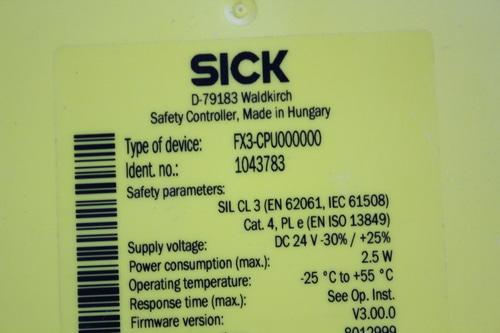 SICK
D-79183 Waldkirch
Safety Controller, Made in Hungary
Type of device: FX3-CPU000000
Ident. no.: 1043783
Safety parameters:
SIL CL 3 (EN 62061, IEC 61508)
Cat. 4, PL e (EN ISO 13849)
Supply voltage: DC 24 V -30% / +25%
Power consumption (max.): 2.5 W
Operating temperature: -25 °C to +55 °C
Response time (max.): See Op. Inst.
Firmware version: V3.00.0
8012999